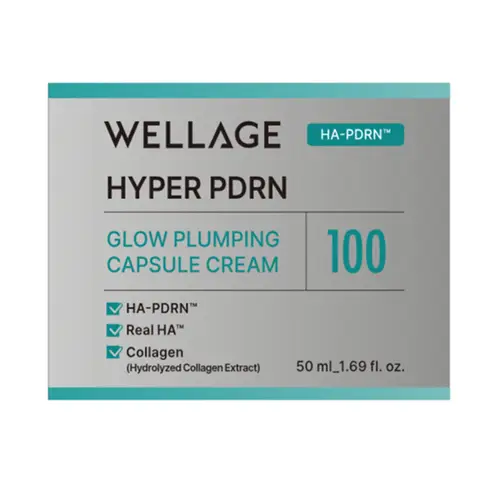 WELLAGE
HA-PDRN™
HYPER PDRN
GLOW PLUMPING
CAPSULE CREAM
100
HA-PDRN™
Real HA™
Collagen
(Hydrolyzed Collagen Extract)
50 ml_1.69 fl. oz.